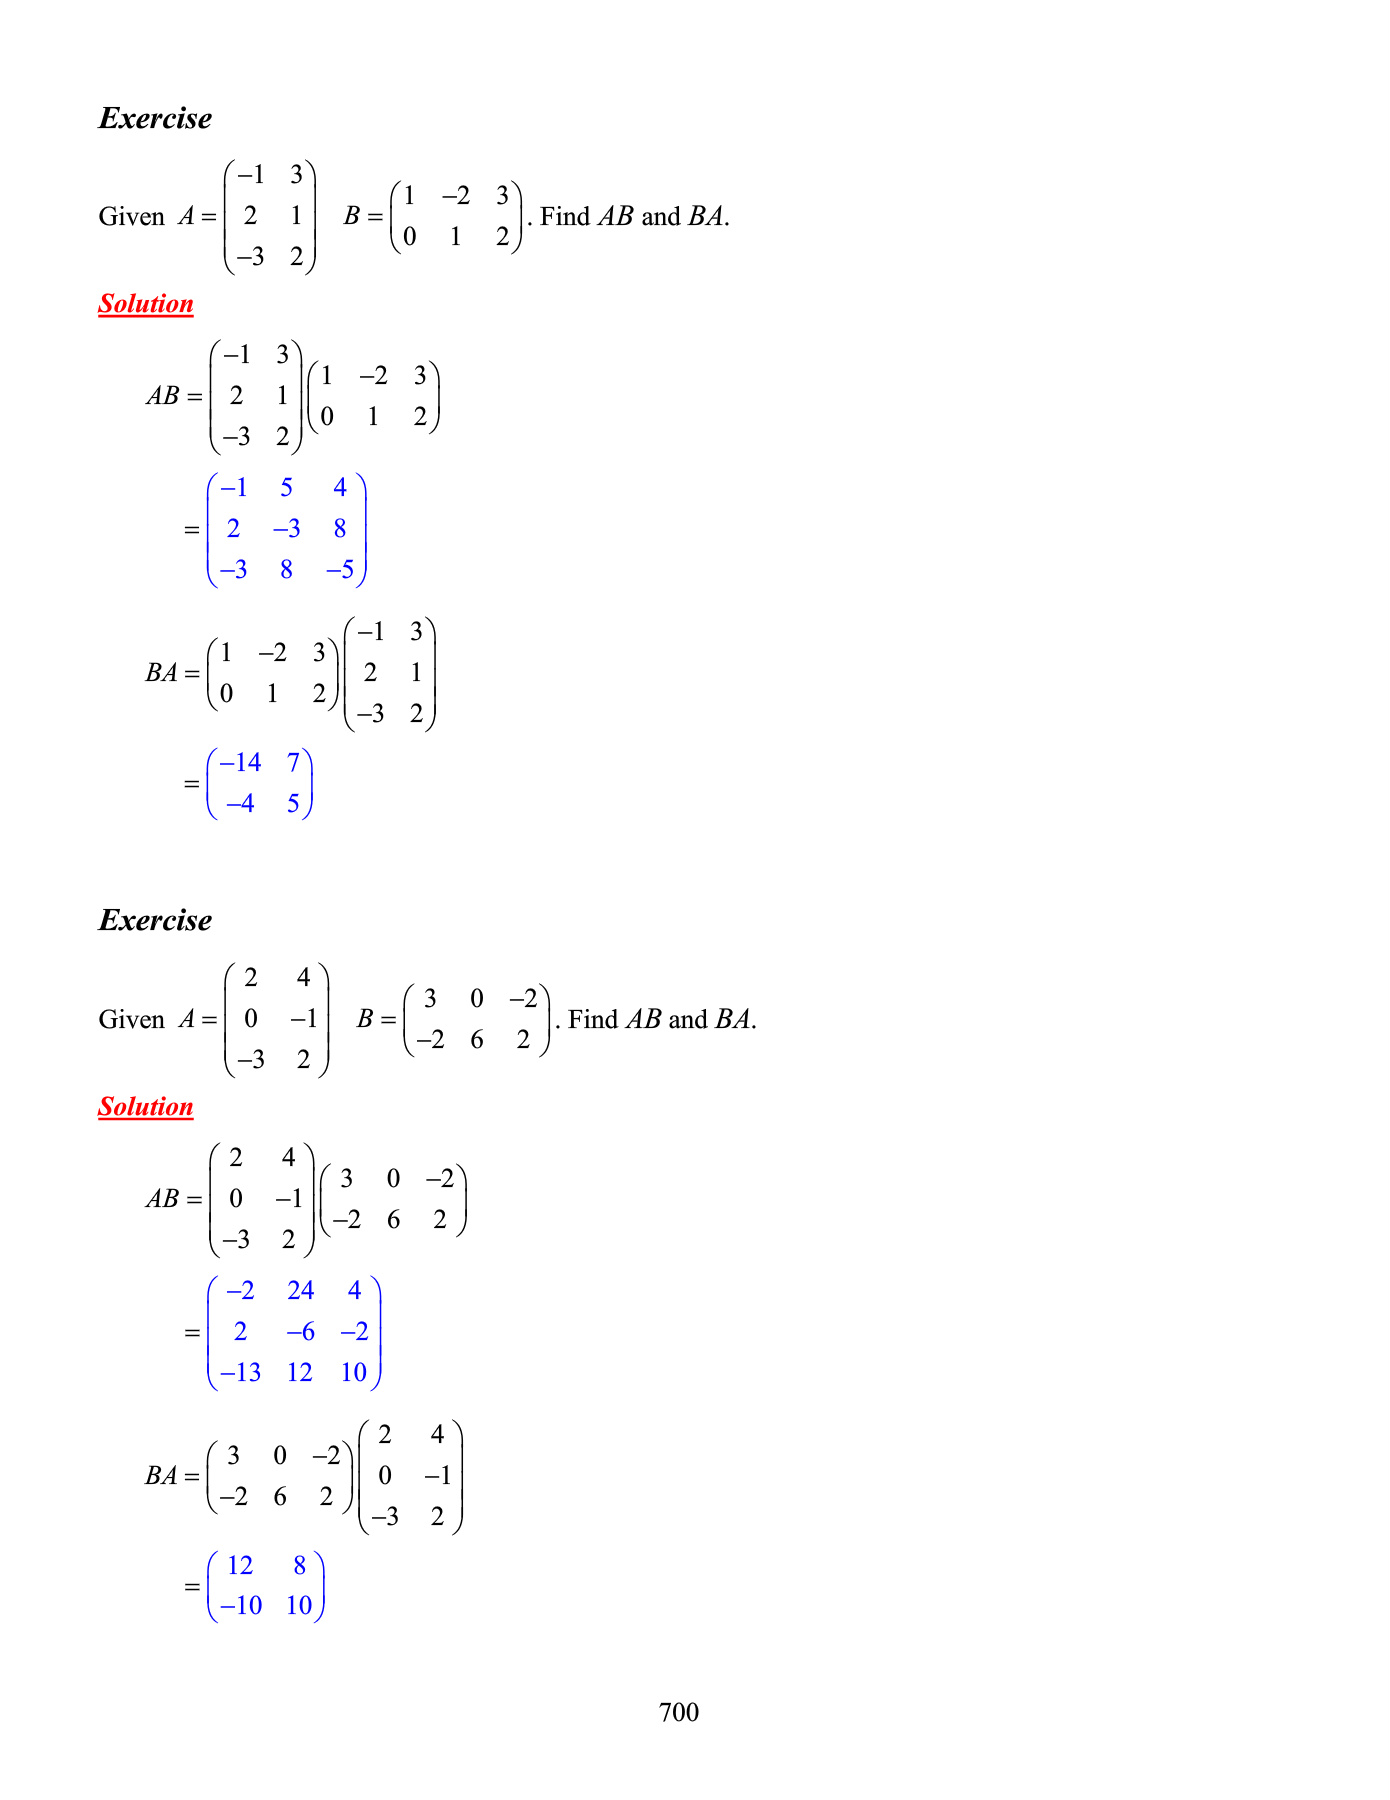 Exercise
Given A = \begin{pmatrix} -1 & 3 \\ 2 & 1 \\ -3 & 2 \end{pmatrix} B = \begin{pmatrix} 1 & -2 & 3 \\ 0 & 1 & 2 \end{pmatrix}. Find AB and BA.
Solution
AB = \begin{pmatrix} -1 & 3 \\ 2 & 1 \\ -3 & 2 \end{pmatrix} \begin{pmatrix} 1 & -2 & 3 \\ 0 & 1 & 2 \end{pmatrix}
= \begin{pmatrix} -1 & 5 & 4 \\ 2 & -3 & 8 \\ -3 & 8 & -5 \end{pmatrix}
BA = \begin{pmatrix} 1 & -2 & 3 \\ 0 & 1 & 2 \end{pmatrix} \begin{pmatrix} -1 & 3 \\ 2 & 1 \\ -3 & 2 \end{pmatrix}
= \begin{pmatrix} -14 & 7 \\ -4 & 5 \end{pmatrix}
Exercise
Given A = \begin{pmatrix} 2 & 4 \\ 0 & -1 \\ -3 & 2 \end{pmatrix} B = \begin{pmatrix} 3 & 0 & -2 \\ -2 & 6 & 2 \end{pmatrix}. Find AB and BA.
Solution
AB = \begin{pmatrix} 2 & 4 \\ 0 & -1 \\ -3 & 2 \end{pmatrix} \begin{pmatrix} 3 & 0 & -2 \\ -2 & 6 & 2 \end{pmatrix}
= \begin{pmatrix} -2 & 24 & 4 \\ 2 & -6 & -2 \\ -13 & 12 & 10 \end{pmatrix}
BA = \begin{pmatrix} 3 & 0 & -2 \\ -2 & 6 & 2 \end{pmatrix} \begin{pmatrix} 2 & 4 \\ 0 & -1 \\ -3 & 2 \end{pmatrix}
= \begin{pmatrix} 12 & 8 \\ -10 & 10 \end{pmatrix}
700